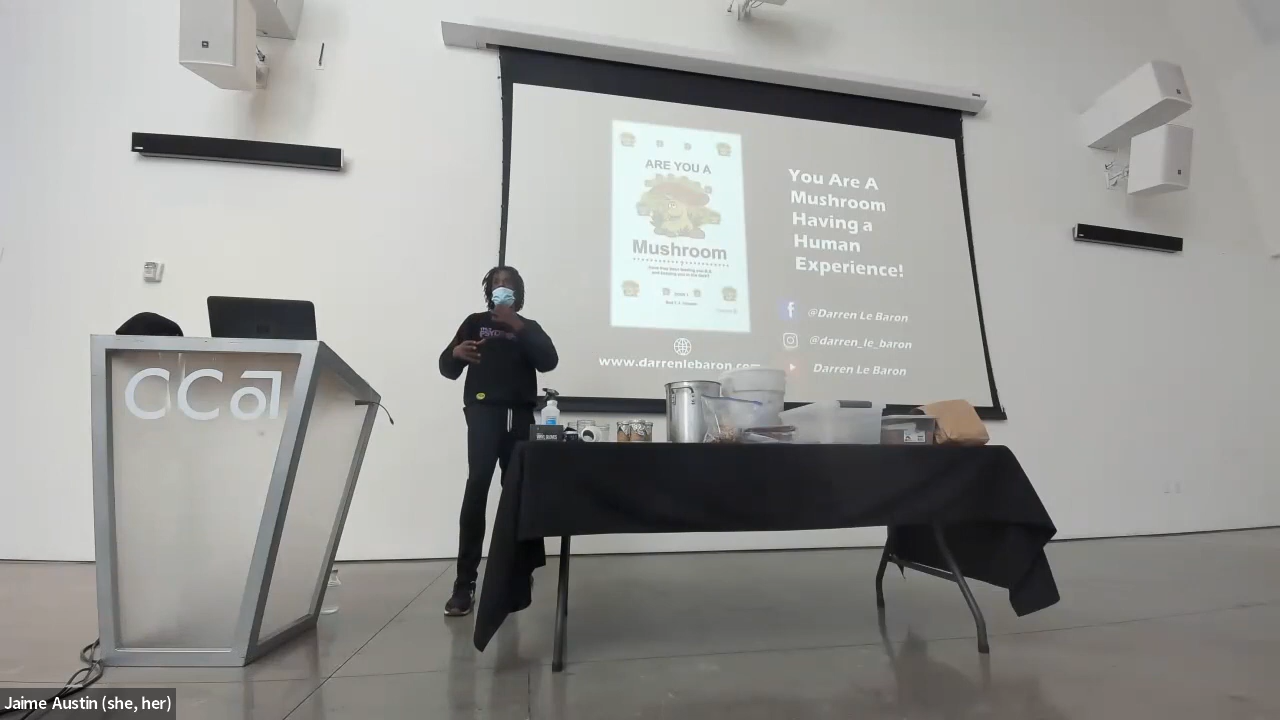 ARE YOU A
Mushroom
You Are A
Mushroom
Having a
Human
Experience!
@Darren Le Baron
@darren_le_baron
Darren Le Baron
www.darrenlebaron.com
CCA
Jaime Austin (she, her)